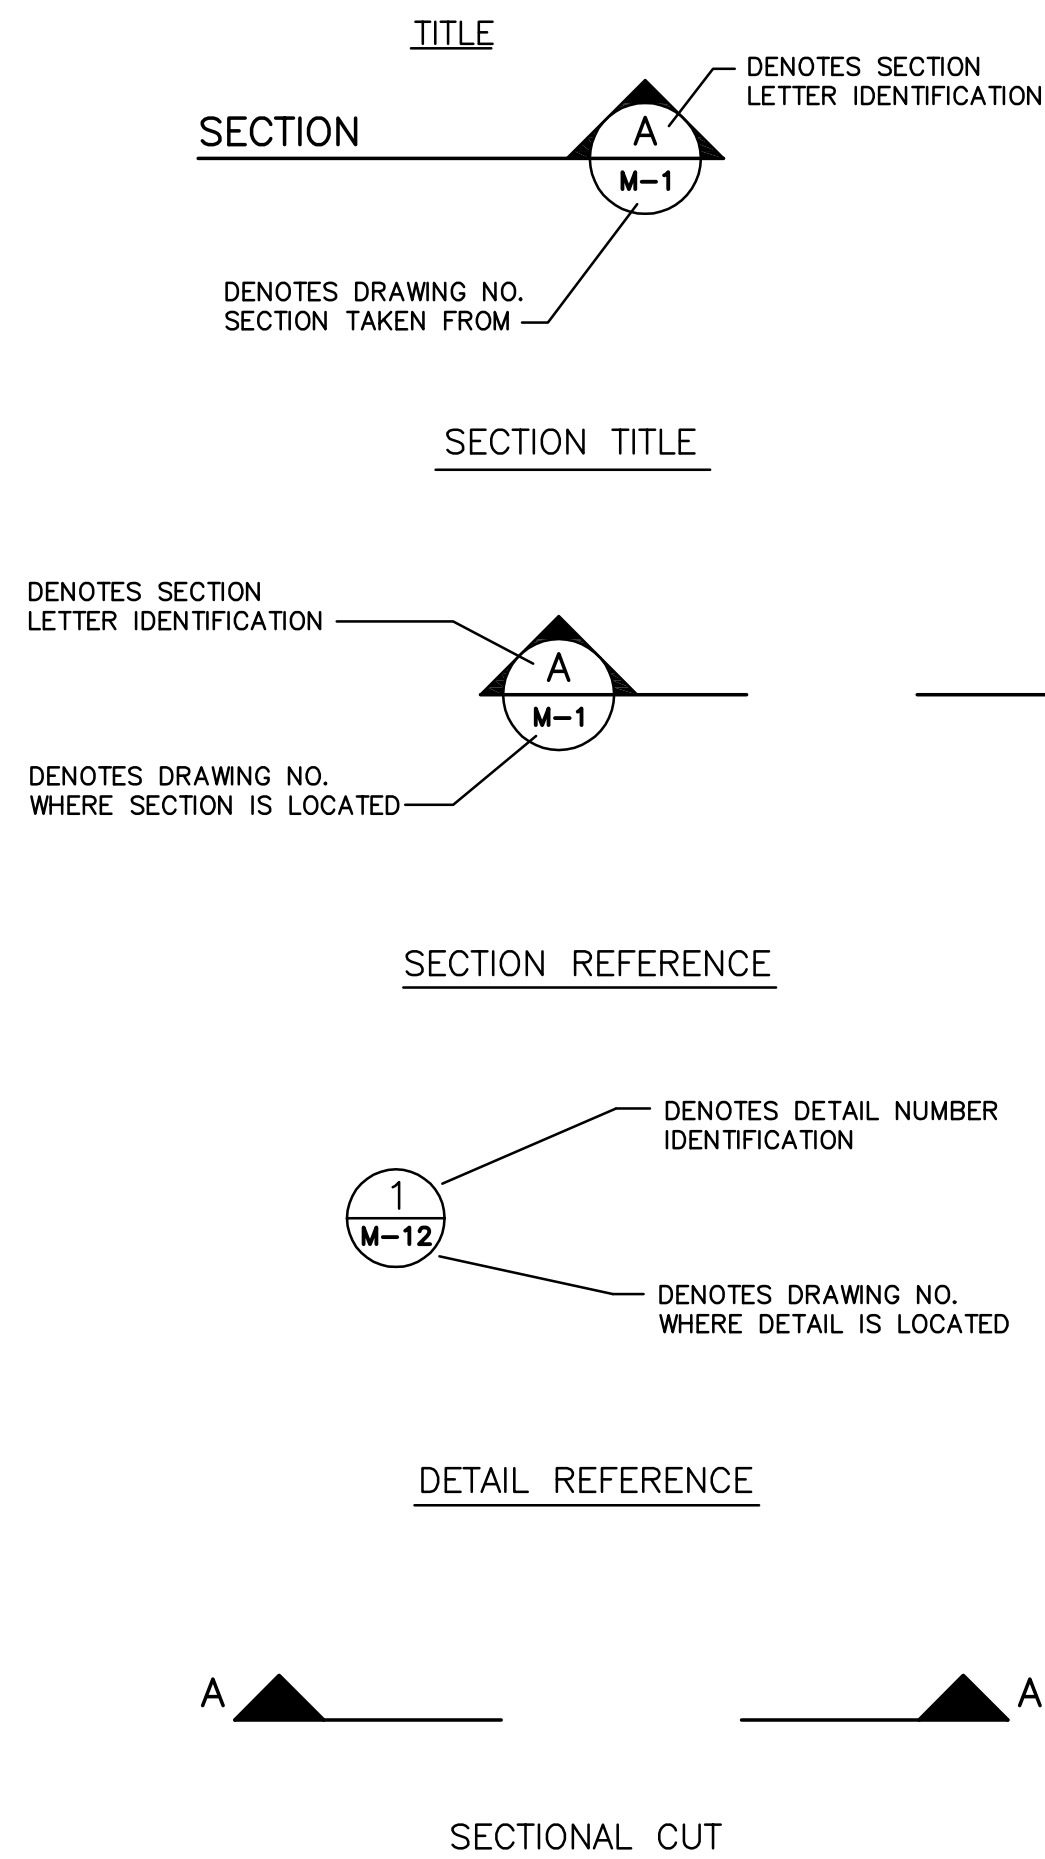 TITLE
DENOTES SECTION
LETTER IDENTIFICATION
SECTION
A
M-1
DENOTES DRAWING NO.
SECTION TAKEN FROM
SECTION TITLE
DENOTES SECTION
LETTER IDENTIFICATION
A
M-1
DENOTES DRAWING NO.
WHERE SECTION IS LOCATED
SECTION REFERENCE
DENOTES DETAIL NUMBER
IDENTIFICATION
1
M-12
DENOTES DRAWING NO.
WHERE DETAIL IS LOCATED
DETAIL REFERENCE
A A
SECTIONAL CUT